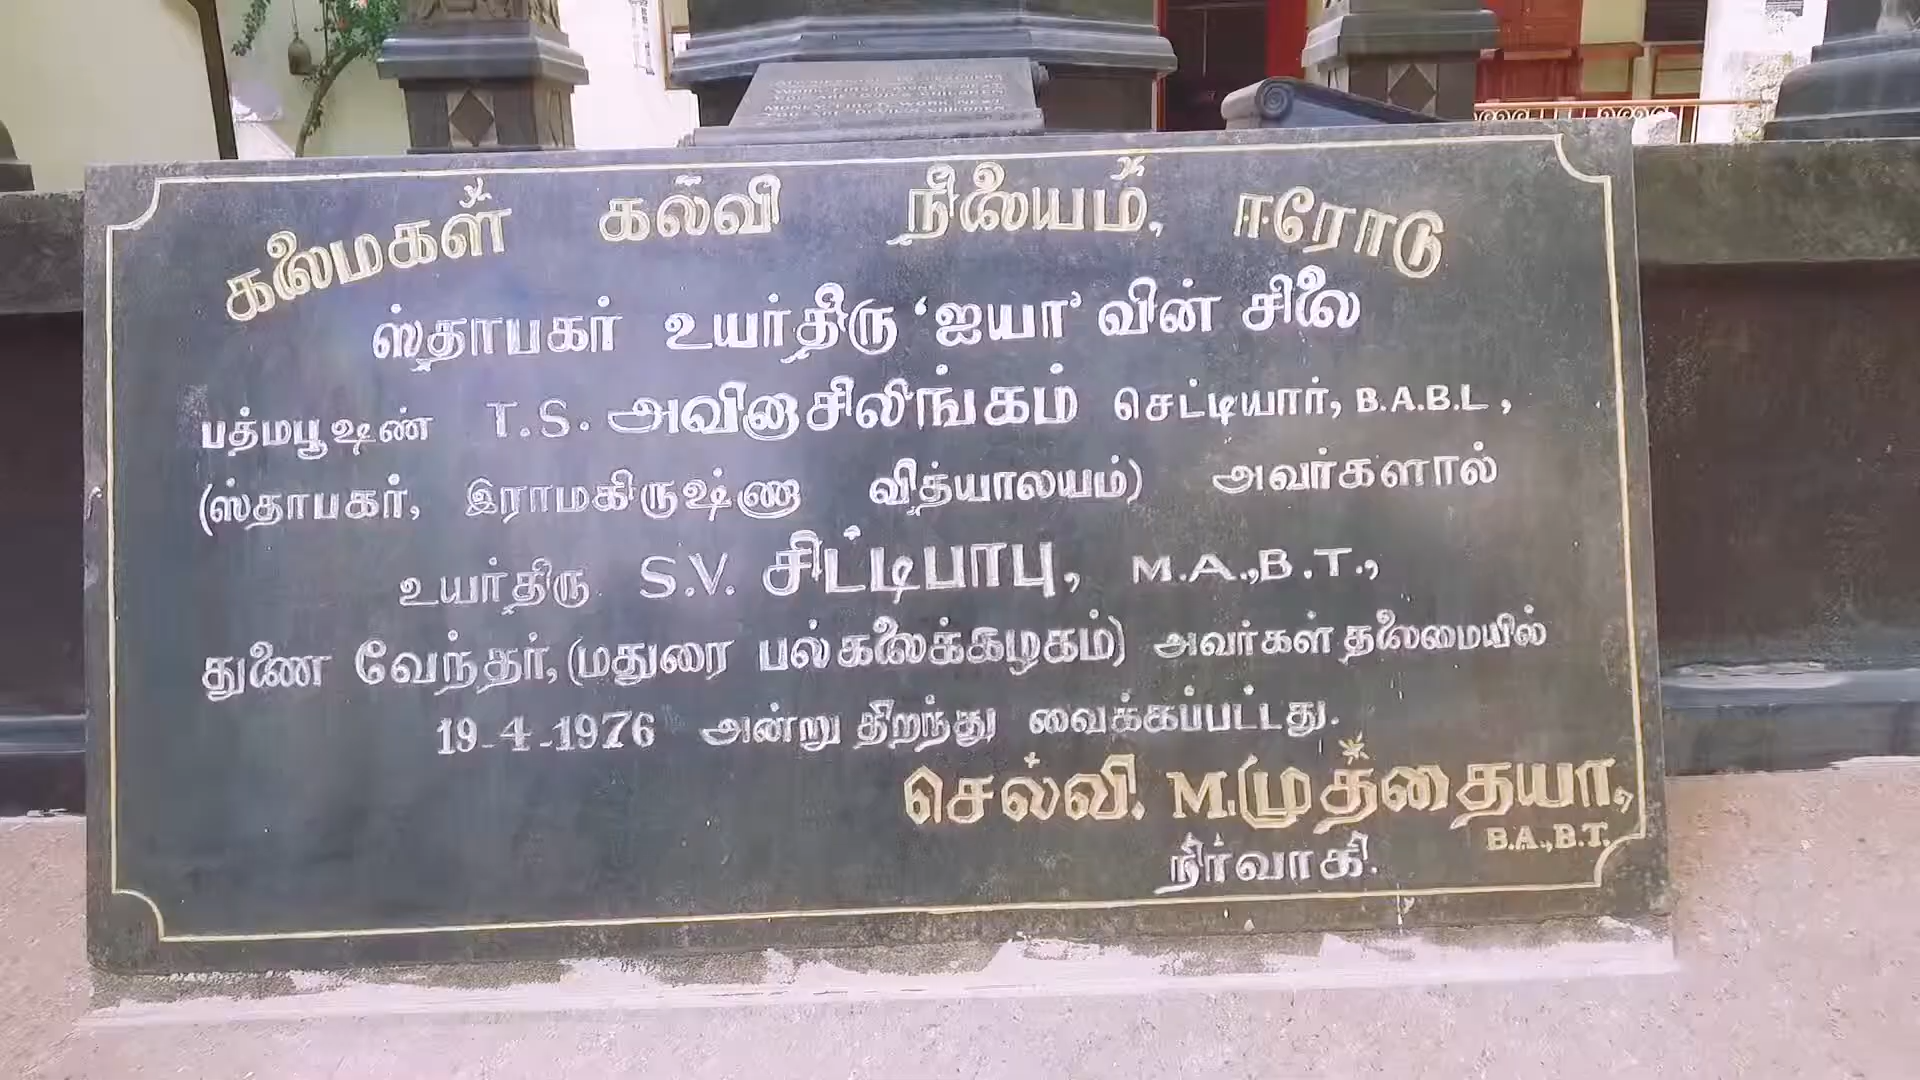 கலைமகள் கல்வி நிலையம், ஈரோடு
ஸ்தாபகர் உயர்திரு ‘ஐயா’ வின் சிலை
பத்மபூஷண் T.S. அவினாசிலிங்கம் செட்டியார், B.A.B.L,
(ஸ்தாபகர், இராமகிருஷ்ணா வித்யாலயம்) அவர்களால்
உயர்திரு S.V. சிட்டிபாபு, M.A.,B.T.,
துணை வேந்தர், (மதுரை பல்கலைக்கழகம்) அவர்கள் தலைமையில்
19-4-1976 அன்று திறந்து வைக்கப்பட்டது.
செல்வி. M.முத்தையா,
B.A.,B.T.
நிர்வாகி.